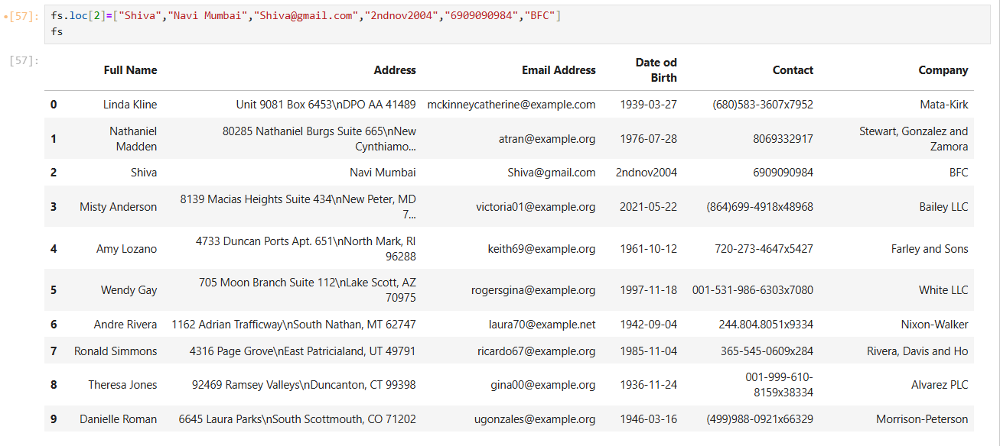 [57]: fs.loc[2]=["Shiva","Navi Mumbai","Shiva@gmail.com","2ndnov2004","6909090984","BFC"]
fs
[57]:
Full Name Address Email Address Date od Birth Contact Company
0 Linda Kline Unit 9081 Box 6453\nDPO AA 41489 mckinneycatherine@example.com 1939-03-27 (680)583-3607x7952 Mata-Kirk
1 Nathaniel Madden 80285 Nathaniel Burgs Suite 665\nNew Cynthiamo... atran@example.org 1976-07-28 8069332917 Stewart, Gonzalez and Zamora
2 Shiva Navi Mumbai Shiva@gmail.com 2ndnov2004 6909090984 BFC
3 Misty Anderson 8139 Macias Heights Suite 434\nNew Peter, MD 7... victoria01@example.org 2021-05-22 (864)699-4918x48968 Bailey LLC
4 Amy Lozano 4733 Duncan Ports Apt. 651\nNorth Mark, RI 96288 keith69@example.org 1961-10-12 720-273-4647x5427 Farley and Sons
5 Wendy Gay 705 Moon Branch Suite 112\nLake Scott, AZ 70975 rogersgina@example.org 1997-11-18 001-531-986-6303x7080 White LLC
6 Andre Rivera 1162 Adrian Trafficway\nSouth Nathan, MT 62747 laura70@example.net 1942-09-04 244.804.8051x9334 Nixon-Walker
7 Ronald Simmons 4316 Page Grove\nEast Patricialand, UT 49791 ricardo67@example.org 1985-11-04 365-545-0609x284 Rivera, Davis and Ho
8 Theresa Jones 92469 Ramsey Valleys\nDuncanton, CT 99398 gina00@example.org 1936-11-24 001-999-610-8159x38334 Alvarez PLC
9 Danielle Roman 6645 Laura Parks\nSouth Scottmouth, CO 71202 ugonzales@example.org 1946-03-16 (499)988-0921x66329 Morrison-Peterson